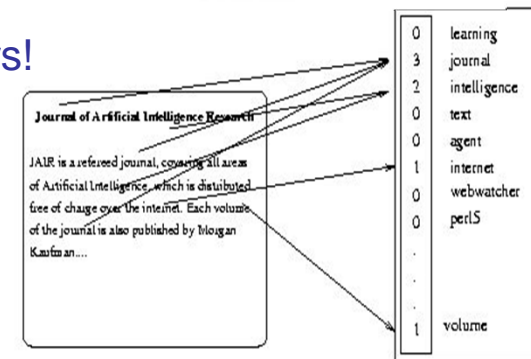 s!
Journal of Artificial Intelligence Research
JAIR is a refereed journal, covering all areas
of Artificial Intelligence, which is distributed
free of charge over the internet. Each volume
of the journal is also published by Morgan
Kaufman....
0 learning
3 journal
2 intelligence
0 text
0 agent
1 internet
0 webwatcher
0 perl5
.
.
.
1 volume